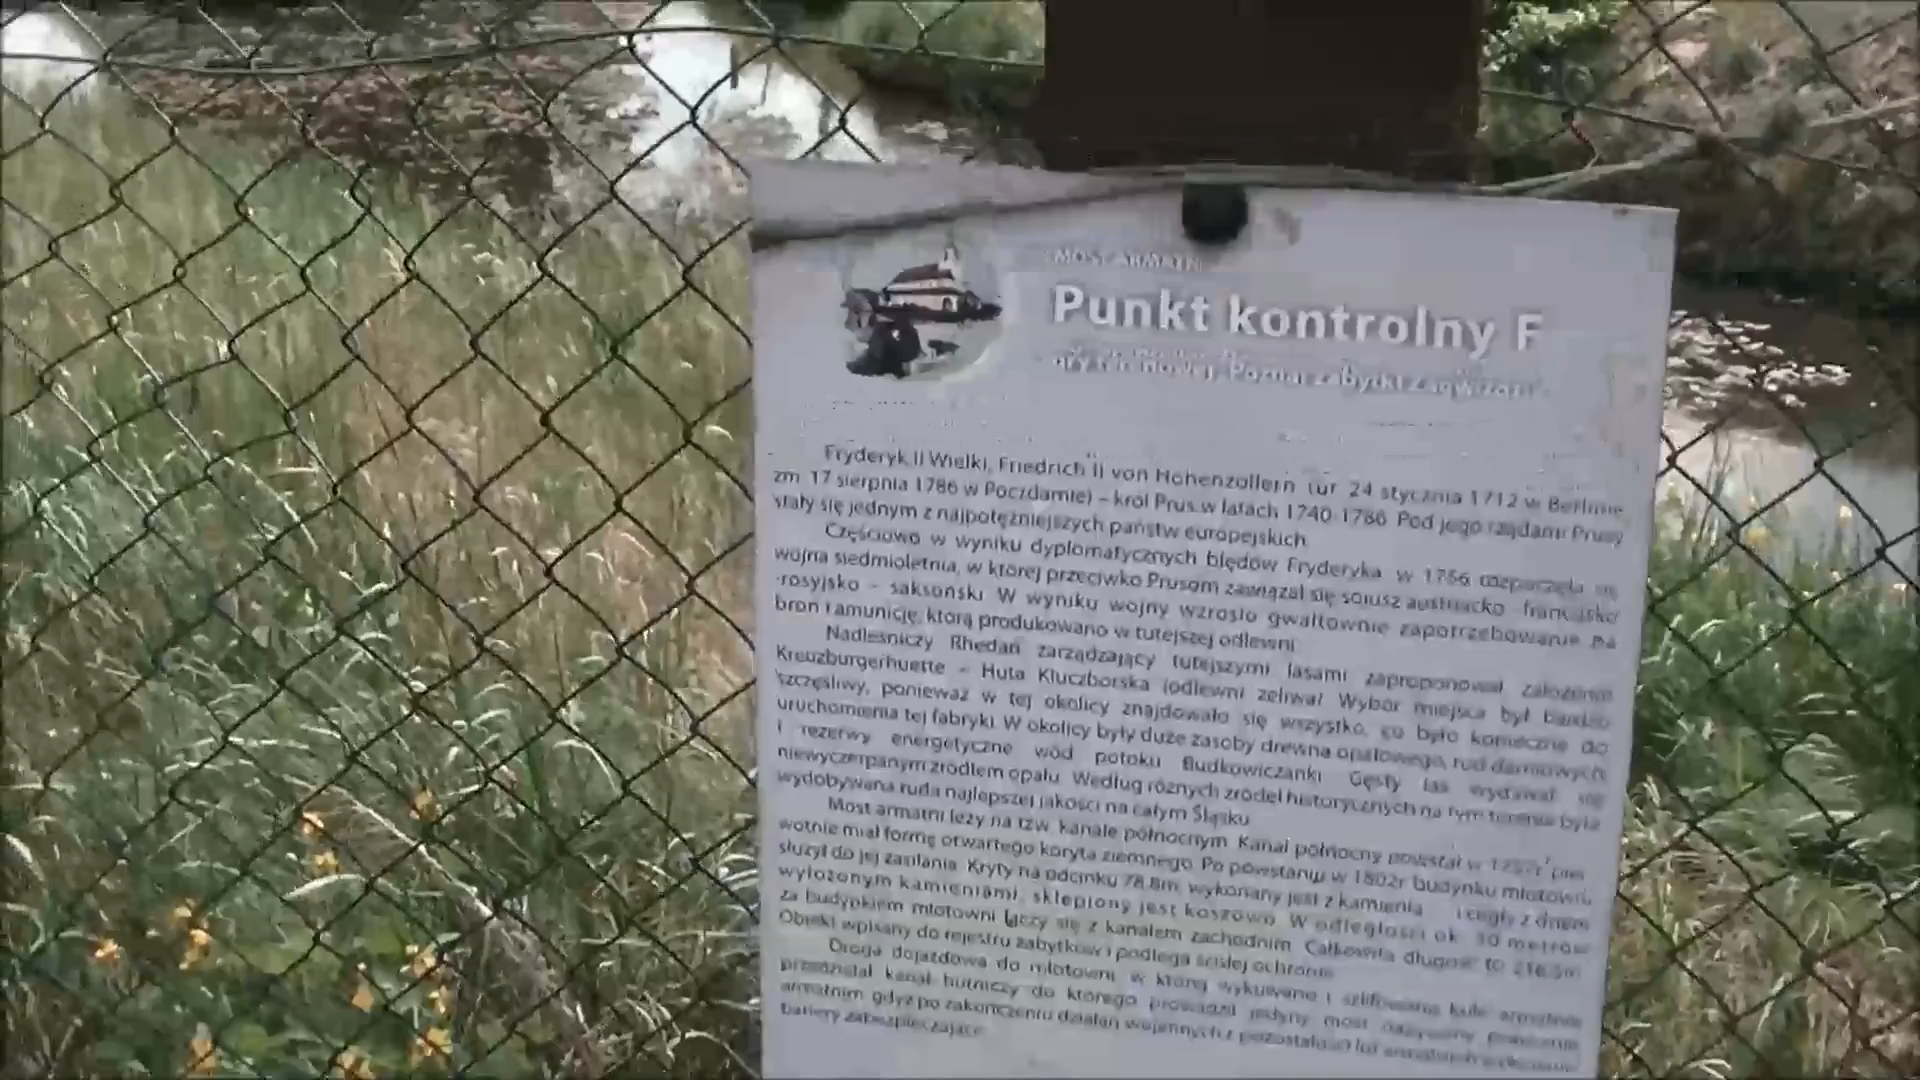 MOST ARMATNI
Punkt kontrolny F
Fryderyk II Wielki, Friedrich II von Hohenzollern (ur 24 stycznia 1712 w Berlinie,
zm 17 sierpnia 1786 w Poczdamie) – król Prus w latach 1740-1786 Pod jego rządami Prusy
stały się jednym z najpotężniejszych państw europejskich.
Częściowo w wyniku dyplomatycznych błędów Fryderyka w 1756 rozpoczęła się
wojna siedmioletnia, w której przeciwko Prusom zawiązał się sojusz austriacko - francusko
-rosyjsko – saksoński W wyniku wojny wzrosło gwałtownie zapotrzebowanie na
broń i amunicję, którą produkowano w tutejszej odlewni.
Nadleśniczy Rhedan zarządzający tutejszymi lasami zaproponował założenie
Kreuzburgerhuette – Huta Kluczborska (odlewni żeliwa) Wybór miejsca był bardzo
szczęśliwy, ponieważ w tej okolicy znajdowało się wszystko, co było konieczne do
uruchomienia tej fabryki. W okolicy były duże zasoby drewna opałowego, rud darniowych
i rezerwy energetyczne wód potoku Budkowiczanki Gęsty las wydawał się
niewyczerpanym źródłem opału. Według różnych źródeł historycznych na tym terenie była
wydobywana ruda najlepszej jakości na całym Śląsku
Most armatni leży na tzw. kanale północnym Kanał północny powstał w pier
wotnie miał formę otwartego koryta ziemnego. Po powstaniu w 1802r budynku młotowni
służył do jej zasilania. Kryty na odcinku 78.8m, wykonany jest z kamienia i cegły z dnem
wyłożonym kamieniami, sklepiony jest koszowo. W odległości ok 30 metrów
za budynkiem młotowni łączy się z kanałem zachodnim Całkowita długość to 216.5m
Obiekt wpisany do rejestru zabytków i podlega ścisłej ochronie
Droga dojazdowa do młotowni, w której wykuwano i szlifowano kule armatnie
przedzielał kanał hutniczy do którego prowadził jedyny most nazywany
armatnim gdyż po zakończeniu działań wojennych z pozostałości luf armatnich
bariery zabezpieczające